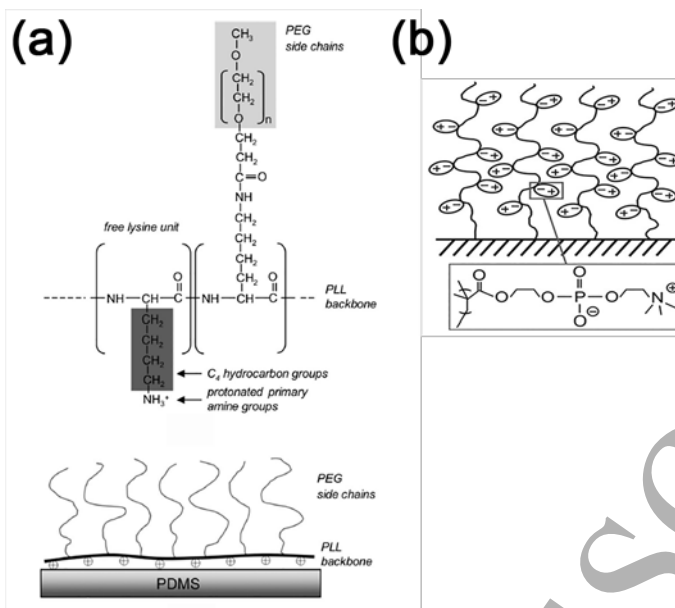 (a)
PEG
side chains
CH3
O
CH2
CH2
n
O
CH2
CH2
C=O
NH
CH2
CH2
CH2
CH2
free lysine unit
O
O
NH CH C NH CH C
PLL
backbone
CH2
CH2
CH2
CH2
C4 hydrocarbon groups
NH3+
protonated primary
amine groups
PEG
side chains
PLL
backbone
PDMS
(b)
O
O
O
O P O
N
O